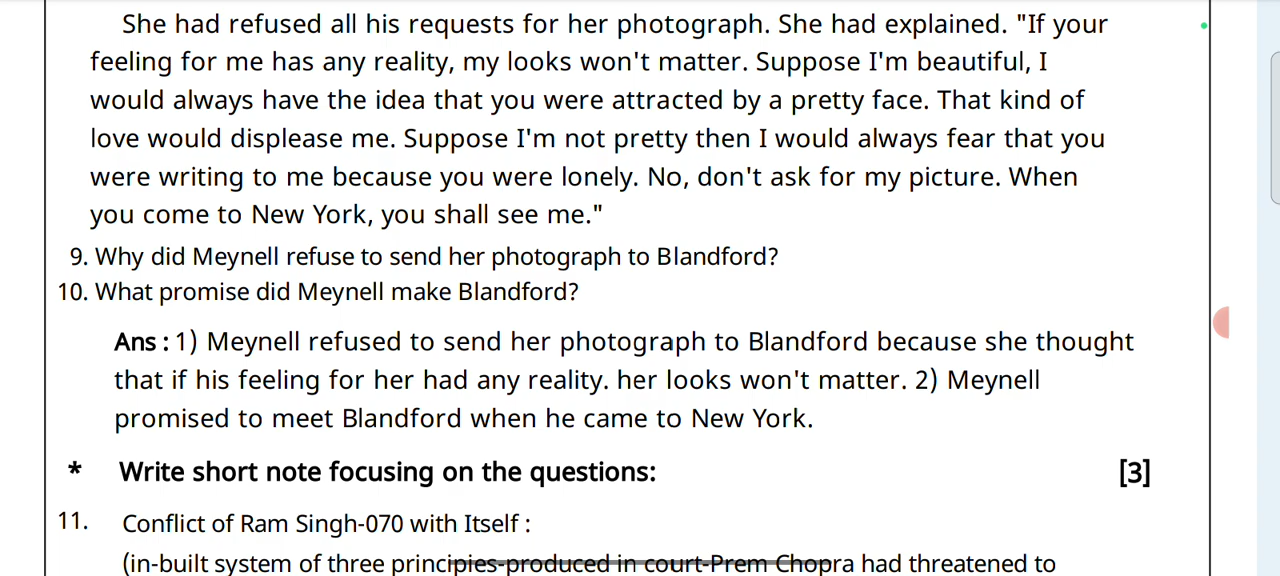 She had refused all his requests for her photograph. She had explained. "If your
feeling for me has any reality, my looks won't matter. Suppose I'm beautiful, I
would always have the idea that you were attracted by a pretty face. That kind of
love would displease me. Suppose I'm not pretty then I would always fear that you
were writing to me because you were lonely. No, don't ask for my picture. When
you come to New York, you shall see me."
9. Why did Meynell refuse to send her photograph to Blandford?
10. What promise did Meynell make Blandford?
Ans : 1) Meynell refused to send her photograph to Blandford because she thought
that if his feeling for her had any reality. her looks won't matter. 2) Meynell
promised to meet Blandford when he came to New York.
* Write short note focusing on the questions: [3]
11. Conflict of Ram Singh-070 with Itself :
(in-built system of three principies-produced in court-Prem Chopra had threatened to